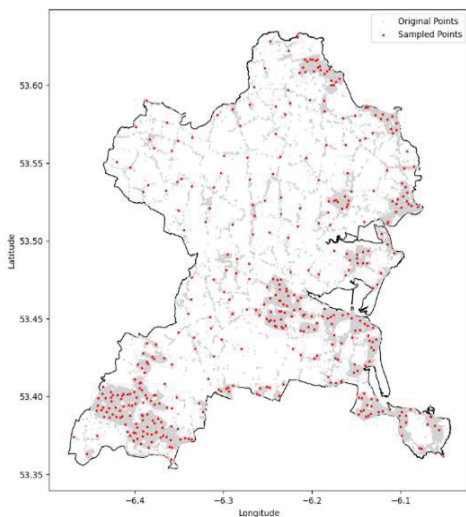 Original Points
Sampled Points
53.60
53.55
53.50
53.45
53.40
53.35
Latitude
−6.4
−6.3
−6.2
−6.1
Longitude